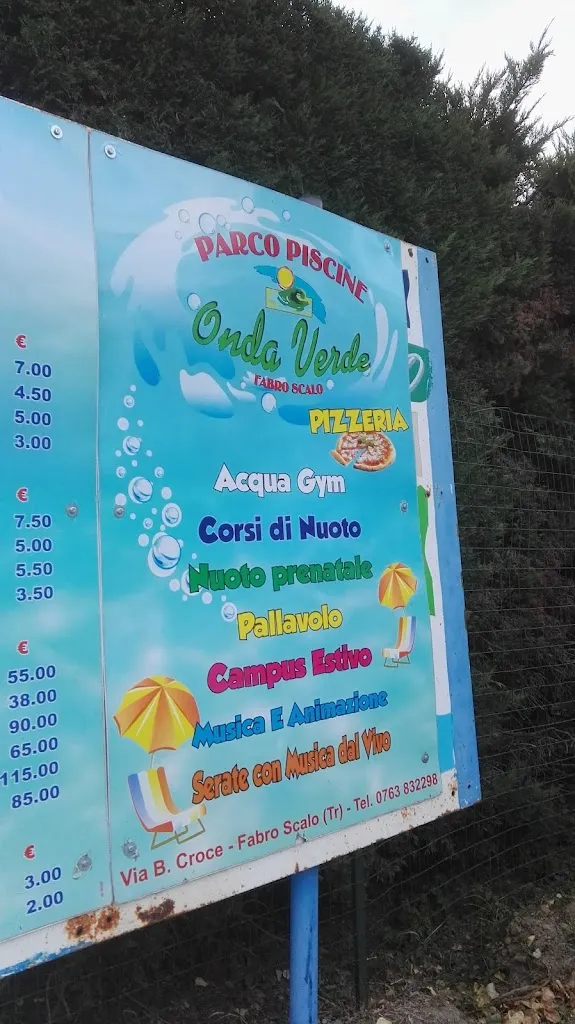 €
7.00
4.50
5.00
3.00
€
7.50
5.00
5.50
3.50
€
55.00
38.00
90.00
65.00
115.00
85.00
€
3.00
2.00
PARCO PISCINE
Onda Verde
FABRO SCALO
PIZZERIA
Acqua Gym
Corsi di Nuoto
Nuoto prenatale
Pallavolo
Campus Estivo
Musica E Animazione
Serate con Musica dal Vivo
Via B. Croce - Fabro Scalo (Tr) - Tel. 0763 832298